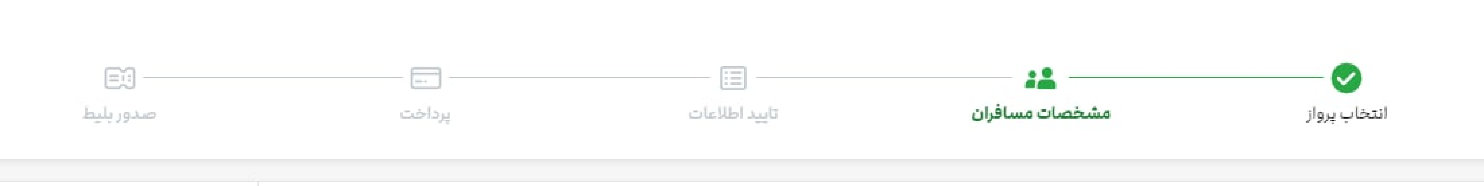 انتخاب پرواز
مشخصات مسافران
تایید اطلاعات
پرداخت
صدور بلیط